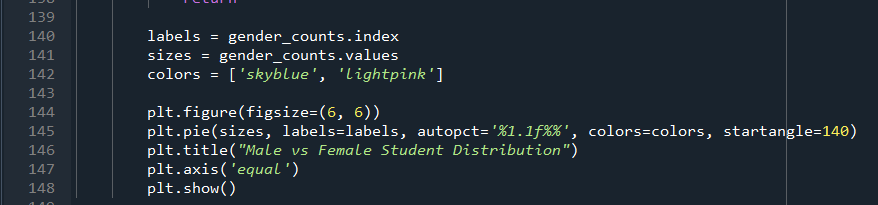 return
139
140 labels = gender_counts.index
141 sizes = gender_counts.values
142 colors = ['skyblue', 'lightpink']
143
144 plt.figure(figsize=(6, 6))
145 plt.pie(sizes, labels=labels, autopct='%1.1f%%', colors=colors, startangle=140)
146 plt.title("Male vs Female Student Distribution")
147 plt.axis('equal')
148 plt.show()